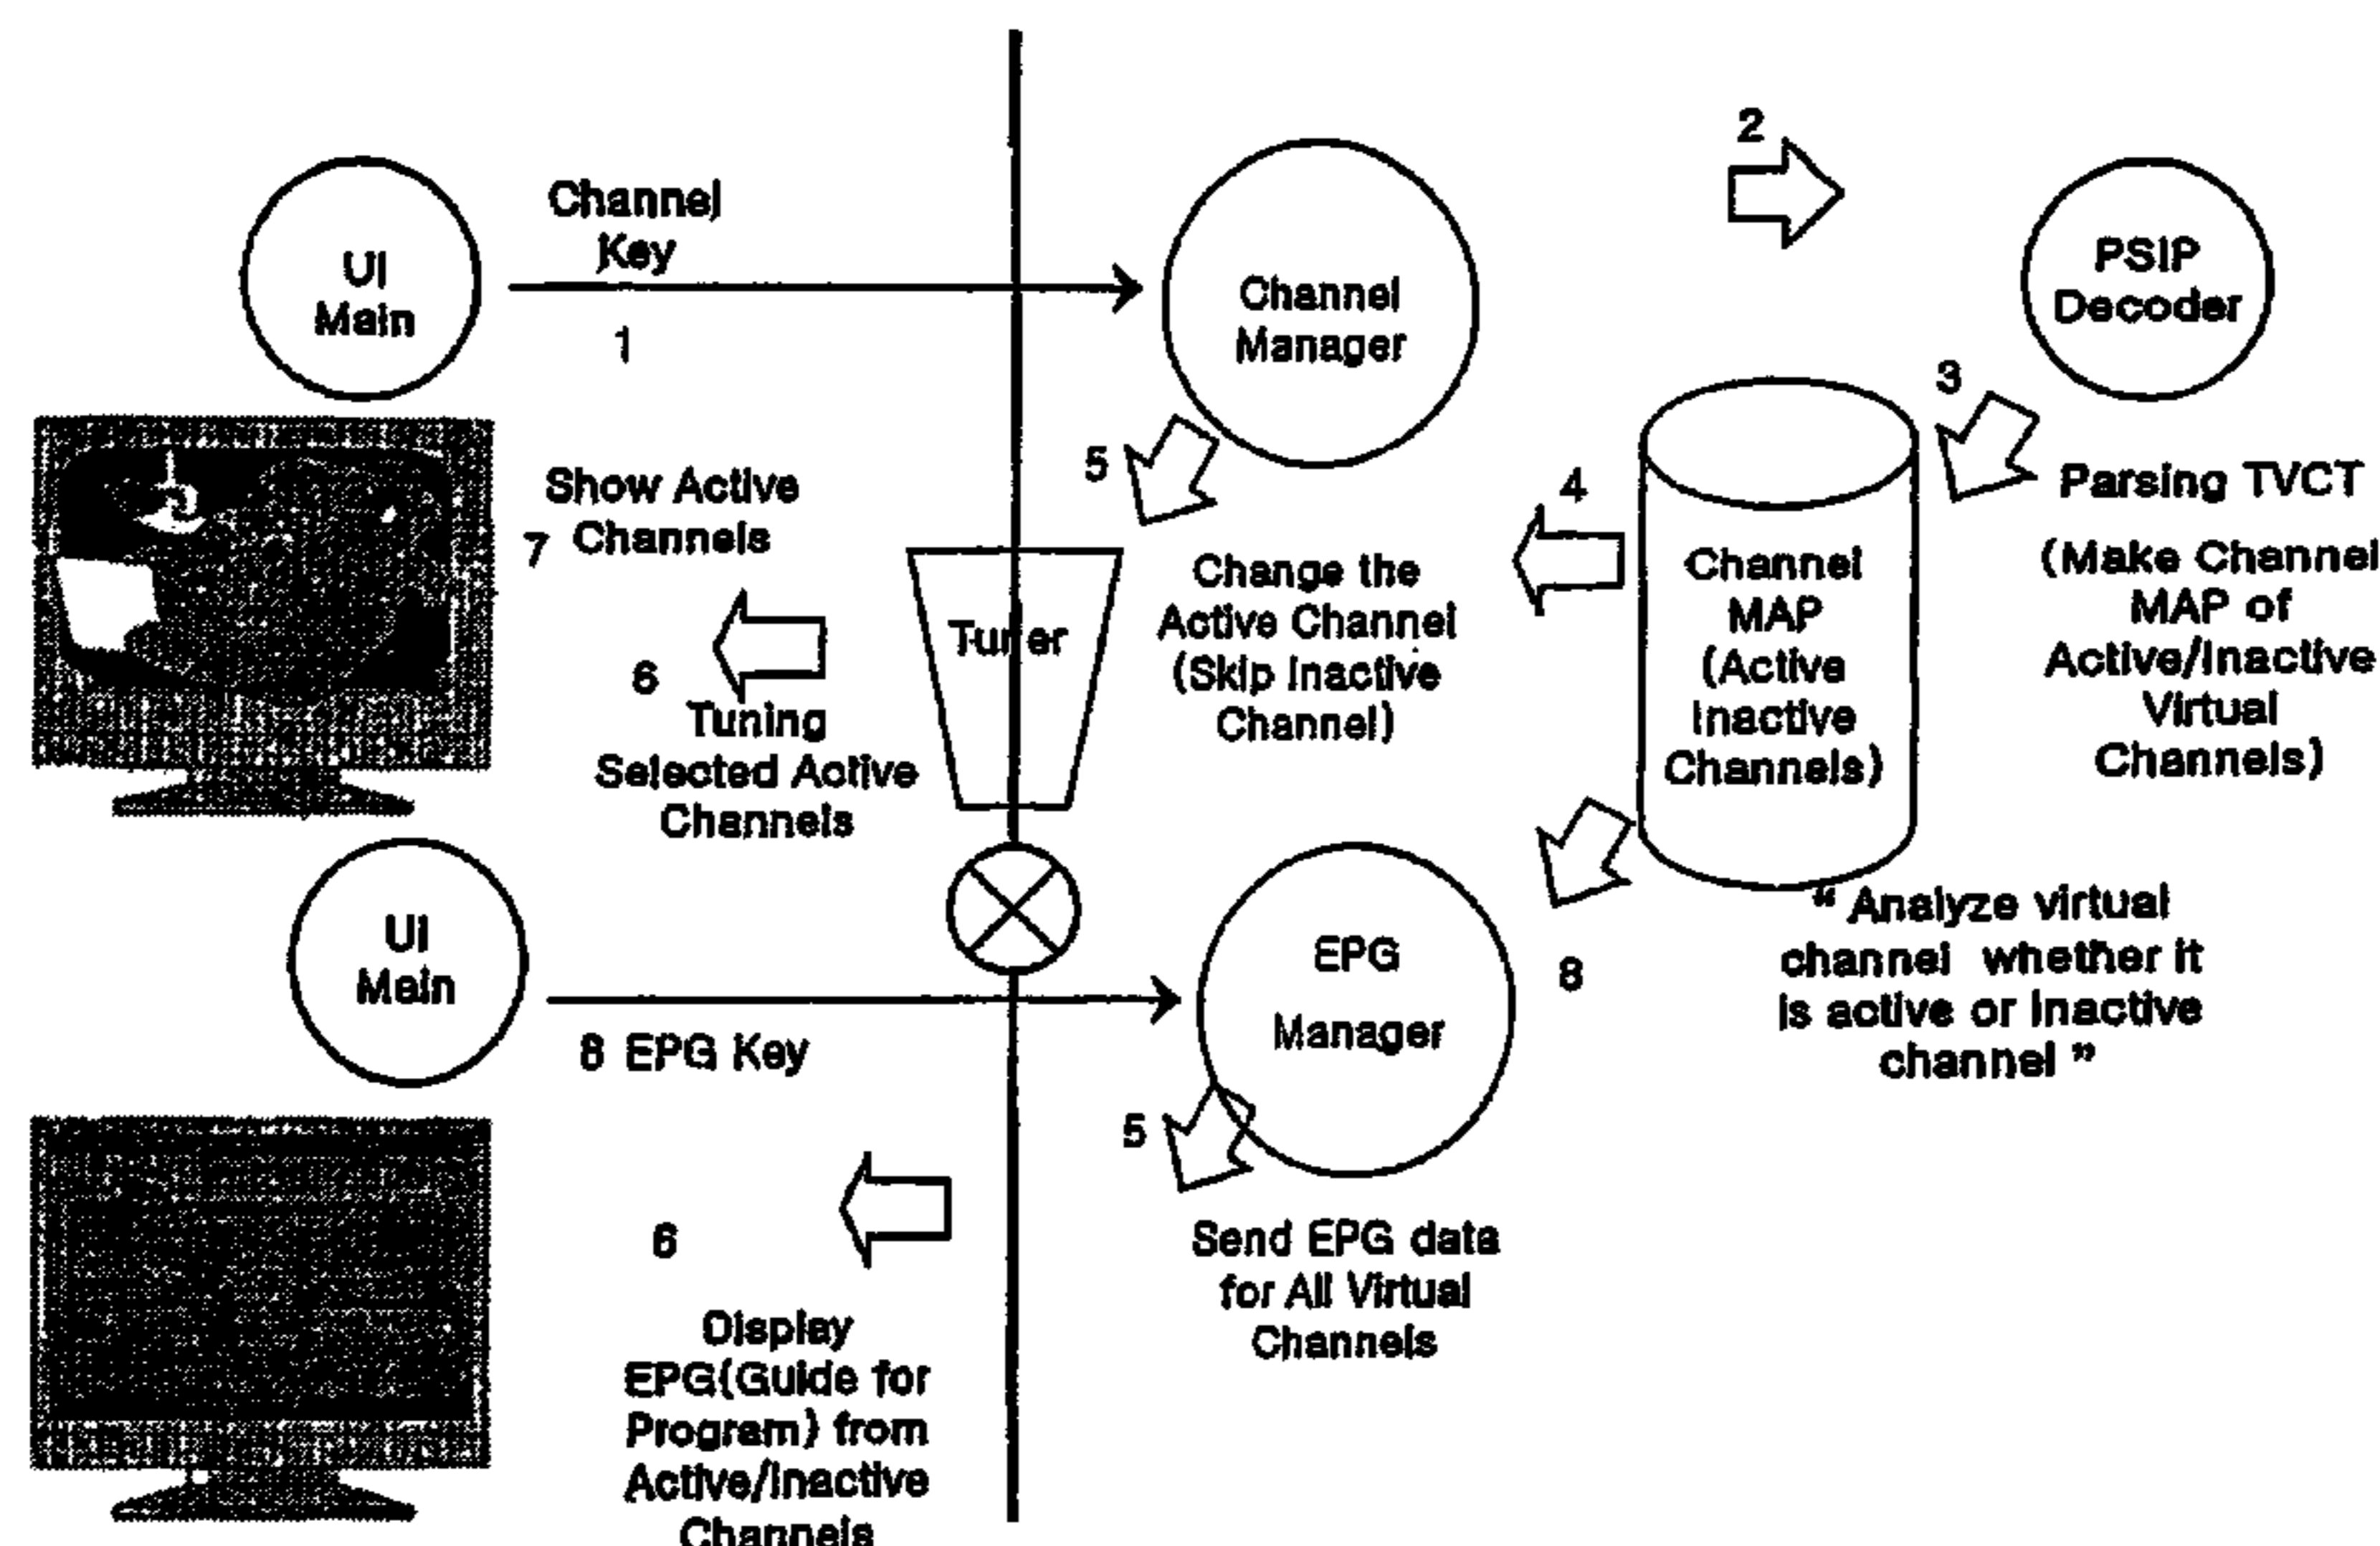 2
Channel
Key
UI
Main
1
Channel
Manager
PSIP
Decoder
3
5
4
Show Active
Channels
7
Parsing TVCT
(Make Channel
MAP of
Active/Inactive
Virtual
Channels)
Change the
Active Channel
(Skip Inactive
Channel)
Channel
MAP
(Active
Inactive
Channels)
Tuner
6
Tuning
Selected Active
Channels
UI
Main
8 EPG Key
EPG
Manager
8
“ Analyze virtual
channel whether it
is active or inactive
channel ”
5
Send EPG data
for All Virtual
Channels
6
Display
EPG(Guide for
Program) from
Active/Inactive
Channels